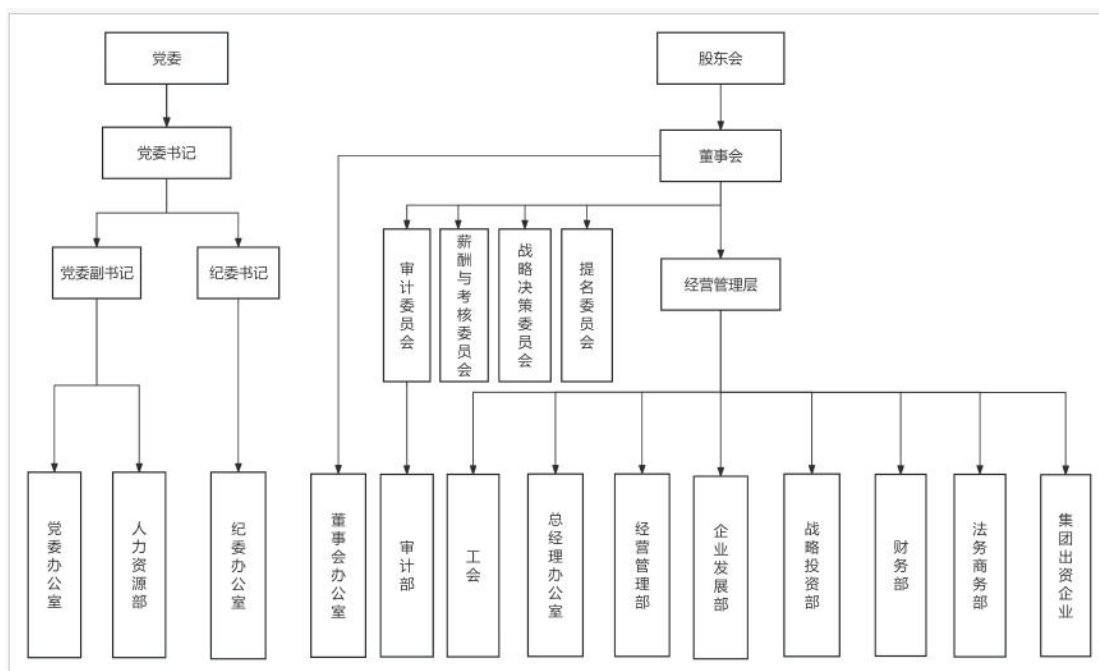 党委
股东会
党委书记
董事会
党委副书记
纪委书记
审计委员会
薪酬与考核委员会
战略决策委员会
提名委员会
经营管理层
党委办公室
人力资源部
纪委办公室
董事会办公室
审计部
工会
总经理办公室
经营管理部
企业发展部
战略投资部
财务部
法务商务部
集团出资企业